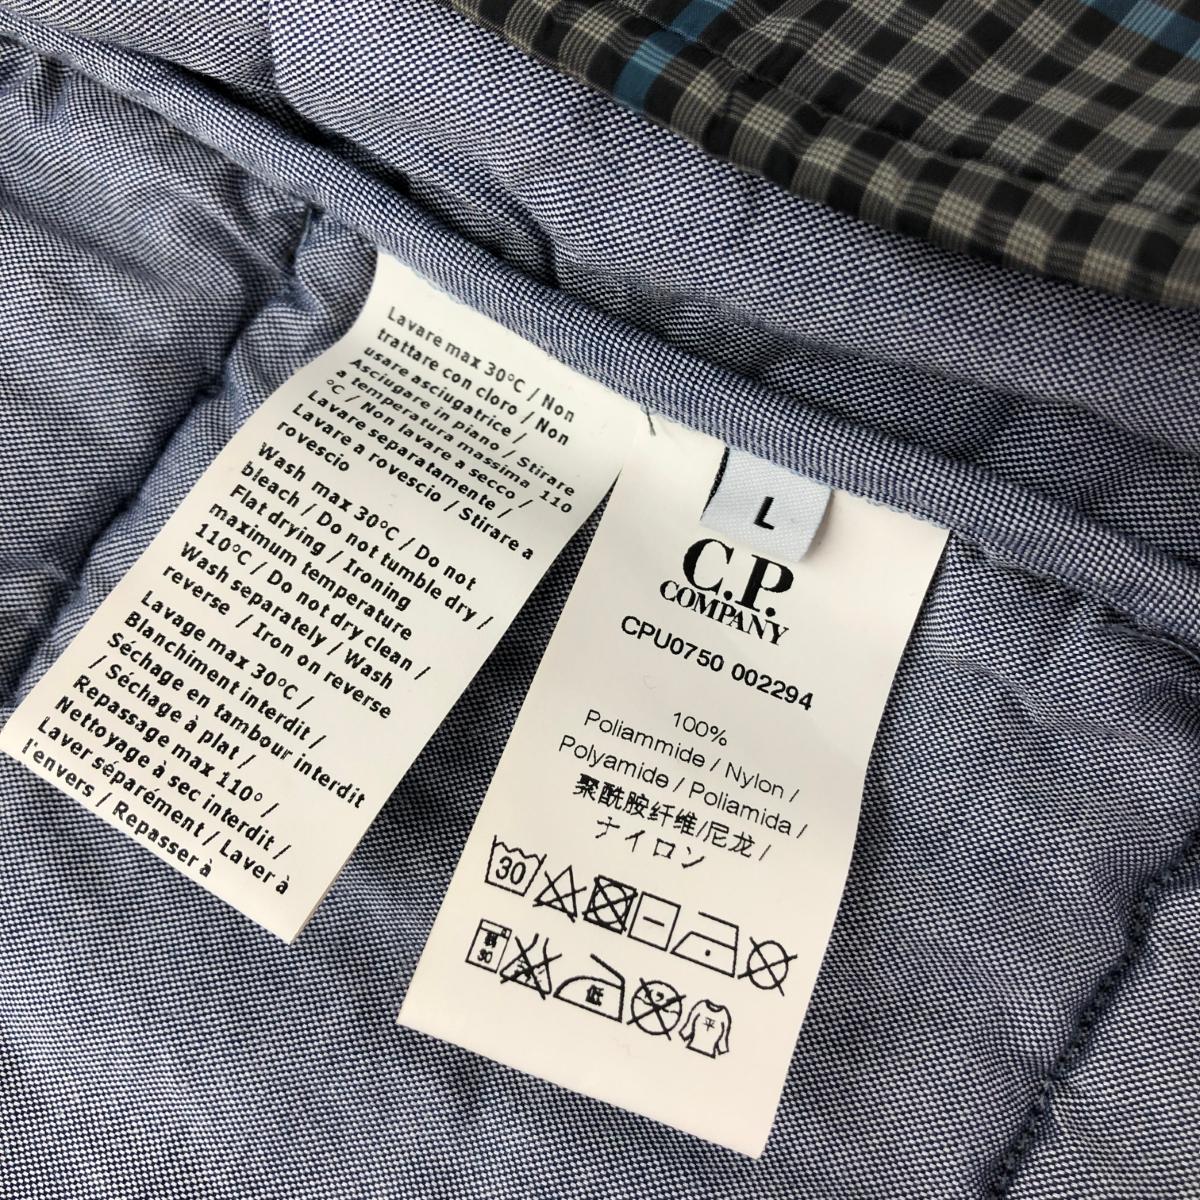 Lavare max 30°C / Non
trattare con cloro / Non
usare asciugatrice /
Asciugare in piano / Stirare
a temperatura massima 110
°C / Non lavare a secco /
Lavare separatamente /
Lavare a rovescio / Stirare a
rovescio
Wash max 30°C / Do not
bleach / Do not tumble dry /
Flat drying / Ironing
maximum temperature
110°C / Do not dry clean /
Wash separately / Wash
reverse / Iron on reverse
Lavage max 30°C /
Blanchiment interdit /
Séchage en tambour interdit
/ Séchage à plat /
Repassage max 110° /
Nettoyage à sec interdit /
Laver séparément / Laver à
l'envers / Repasser à
L
C.P.
COMPANY
CPU0750 002294
100%
Poliammide / Nylon /
Polyamide / Poliamida /
聚酰胺纤维/尼龙 /
ナイロン
30
弱
30
低
平